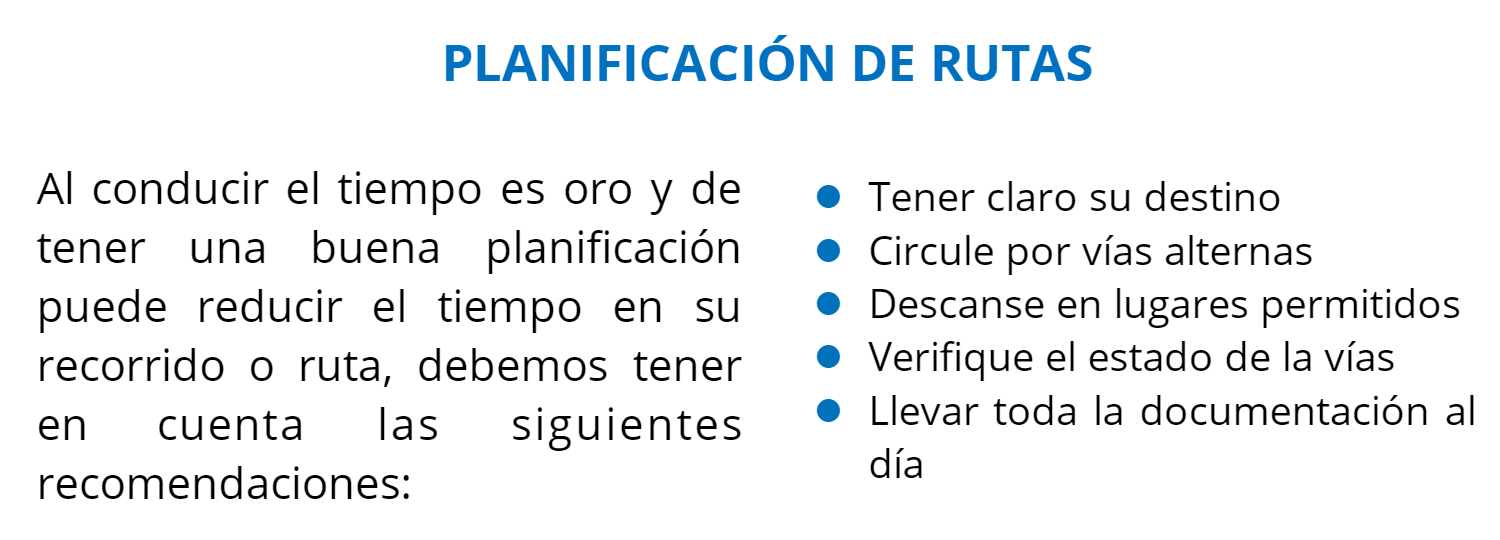 PLANIFICACIÓN DE RUTAS
Al conducir el tiempo es oro y de
tener una buena planificación
puede reducir el tiempo en su
recorrido o ruta, debemos tener
en cuenta las siguientes
recomendaciones:
● Tener claro su destino
● Circule por vías alternas
● Descanse en lugares permitidos
● Verifique el estado de la vías
● Llevar toda la documentación al
día